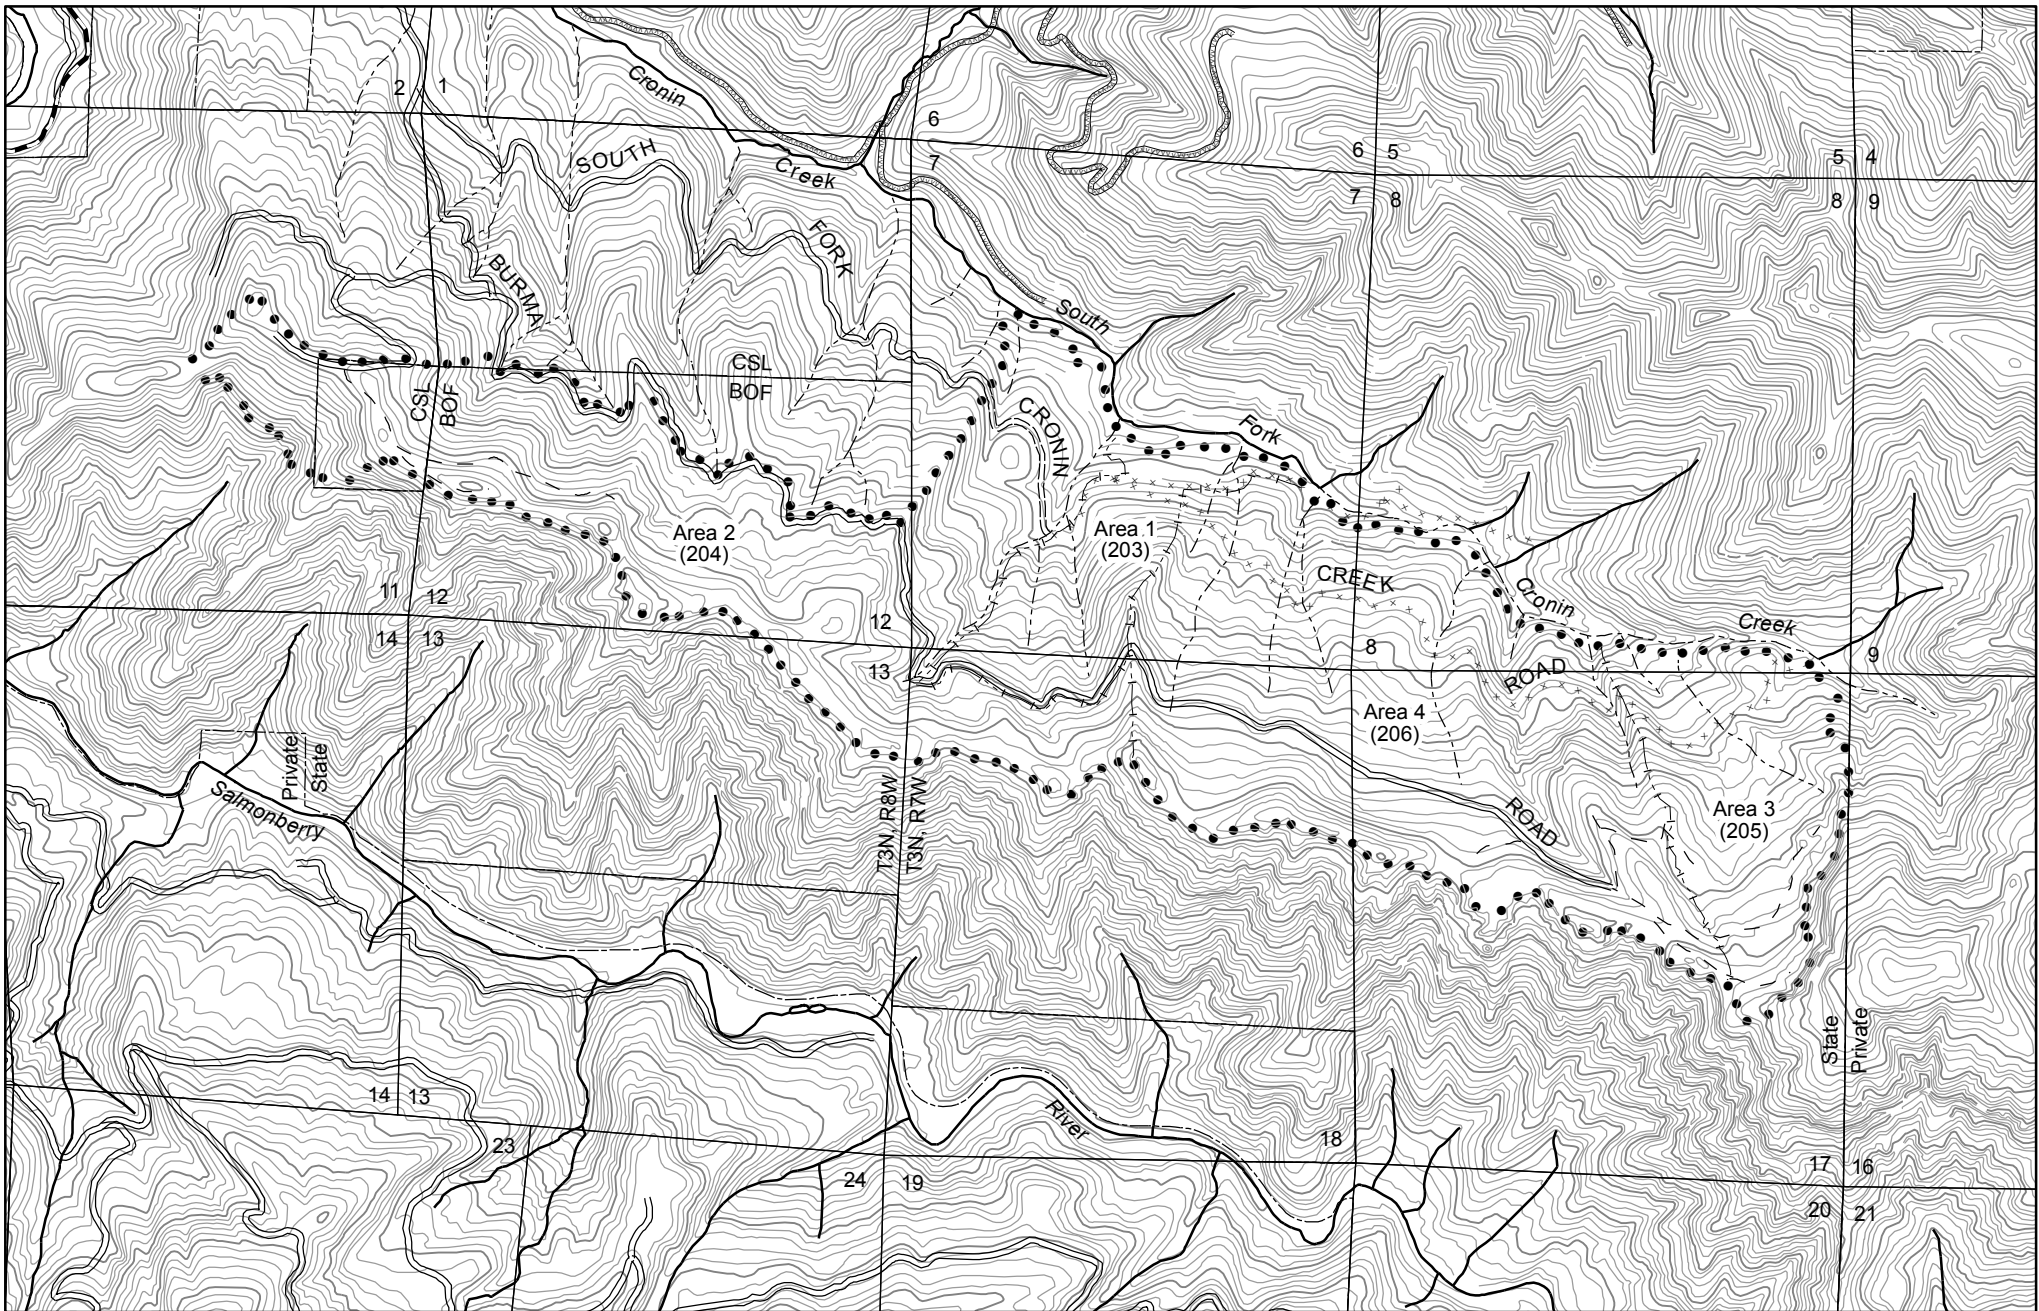 2 1
Cronin
6
SOUTH
Creek
7
6 5
7 8
5 4
8 9
FORK
BURMA
South
CSL
BOF
CSL
BOF
CRONIN
Fork
Area 2
(204)
Area 1
(203)
CREEK
11 12
14 13
12
13
Cronin
Creek
8
9
ROAD
Area 4
(206)
Private
State
Salmonberry
T3N, R8W
T3N, R7W
ROAD
Area 3
(205)
State
Private
14 13
River
23
18
17 16
24 19
20 21